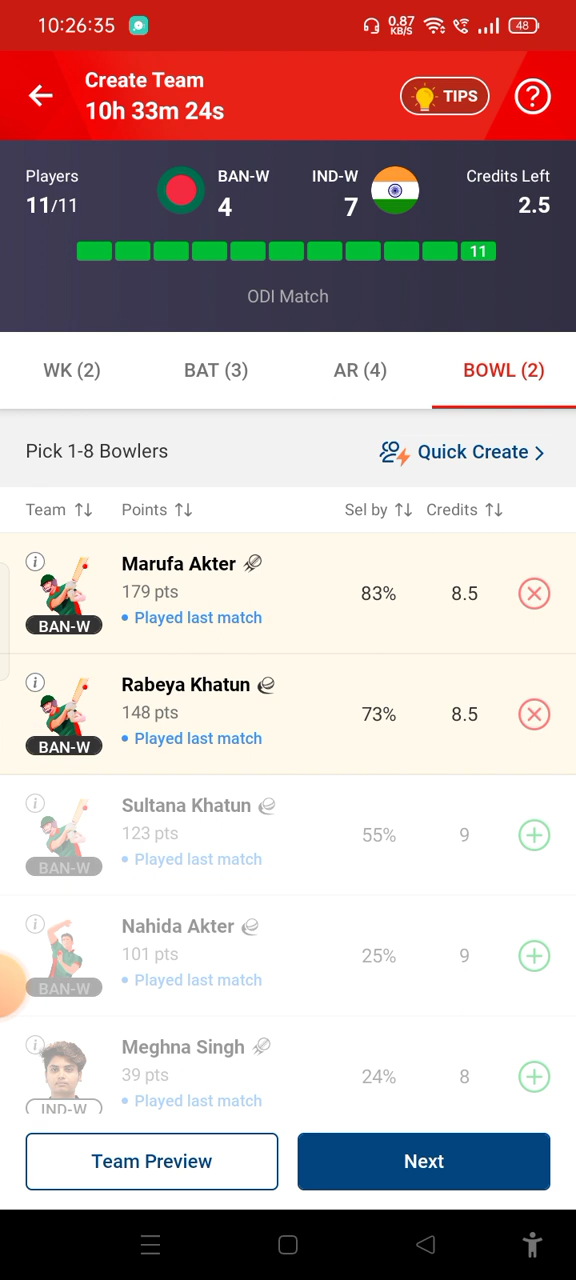 10:26:35
0.87 KB/S
48
Create Team
10h 33m 24s
TIPS
?
Players
BAN-W
IND-W
Credits Left
11/11
4
7
2.5
11
ODI Match
WK (2)
BAT (3)
AR (4)
BOWL (2)
Pick 1-8 Bowlers
Quick Create
Team
Points
Sel by
Credits
i
Marufa Akter
179 pts
83%
8.5
Played last match
BAN-W
i
Rabeya Khatun
148 pts
73%
8.5
Played last match
BAN-W
i
Sultana Khatun
123 pts
55%
9
Played last match
BAN-W
i
Nahida Akter
101 pts
25%
9
Played last match
BAN-W
i
Meghna Singh
39 pts
24%
8
Played last match
IND-W
Team Preview
Next